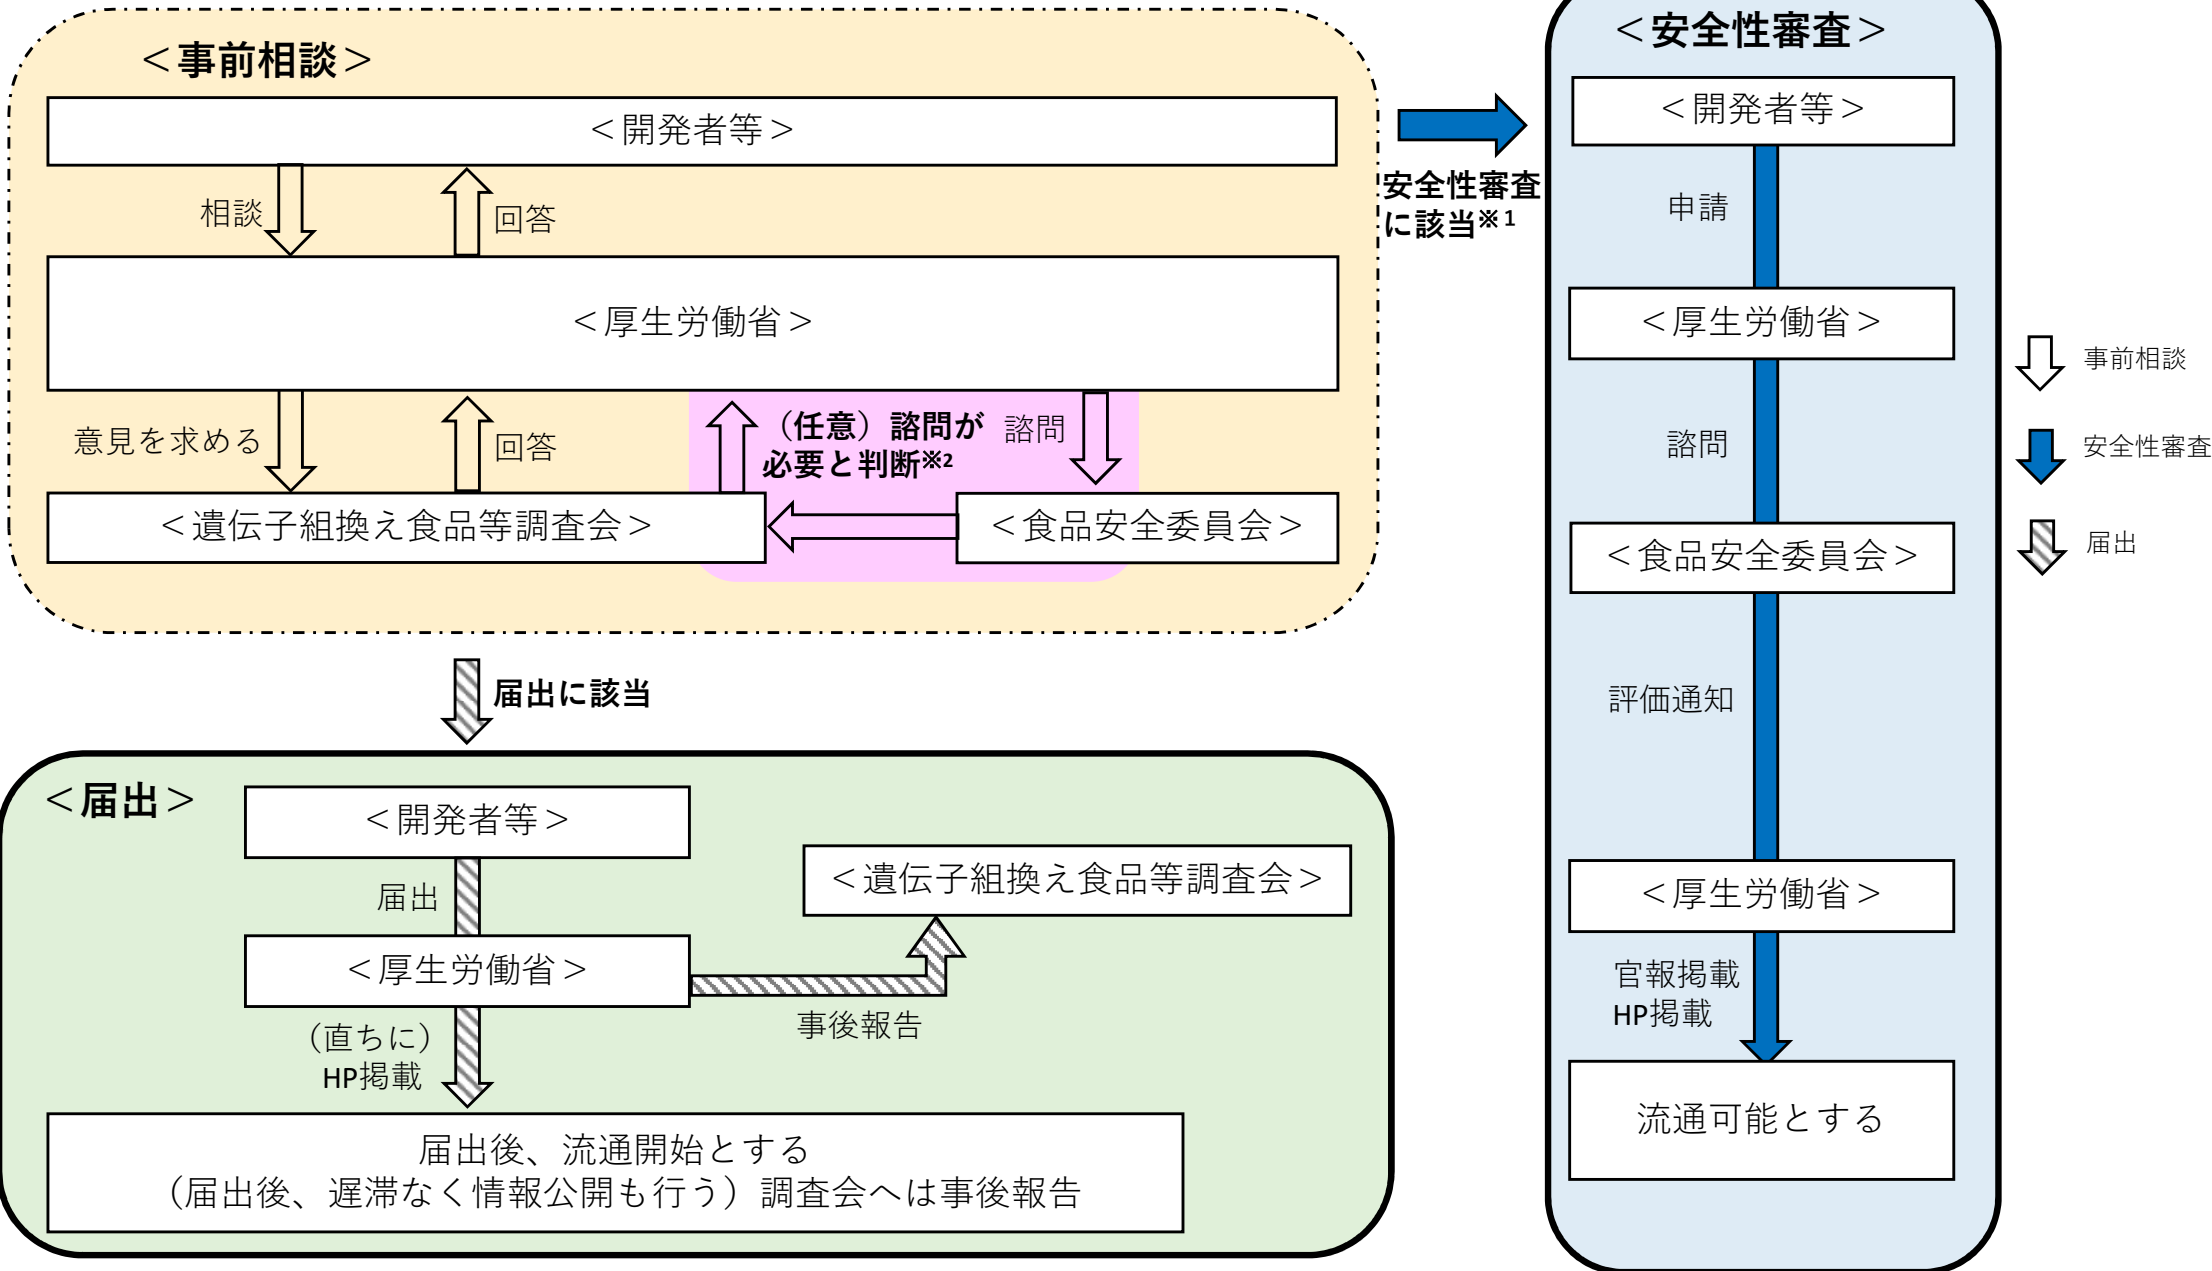 ＜事前相談＞
＜開発者等＞
相談
回答
＜厚生労働省＞
意見を求める
回答
（任意）諮問が
必要と判断※2
諮問
＜遺伝子組換え食品等調査会＞
＜食品安全委員会＞
安全性審査
に該当※1
届出に該当
＜届出＞
＜開発者等＞
届出
＜厚生労働省＞
＜遺伝子組換え食品等調査会＞
事後報告
（直ちに）
HP掲載
届出後、流通開始とする
（届出後、遅滞なく情報公開も行う）調査会へは事後報告
＜安全性審査＞
＜開発者等＞
申請
＜厚生労働省＞
諮問
＜食品安全委員会＞
評価通知
＜厚生労働省＞
官報掲載
HP掲載
流通可能とする
事前相談
安全性審査
届出